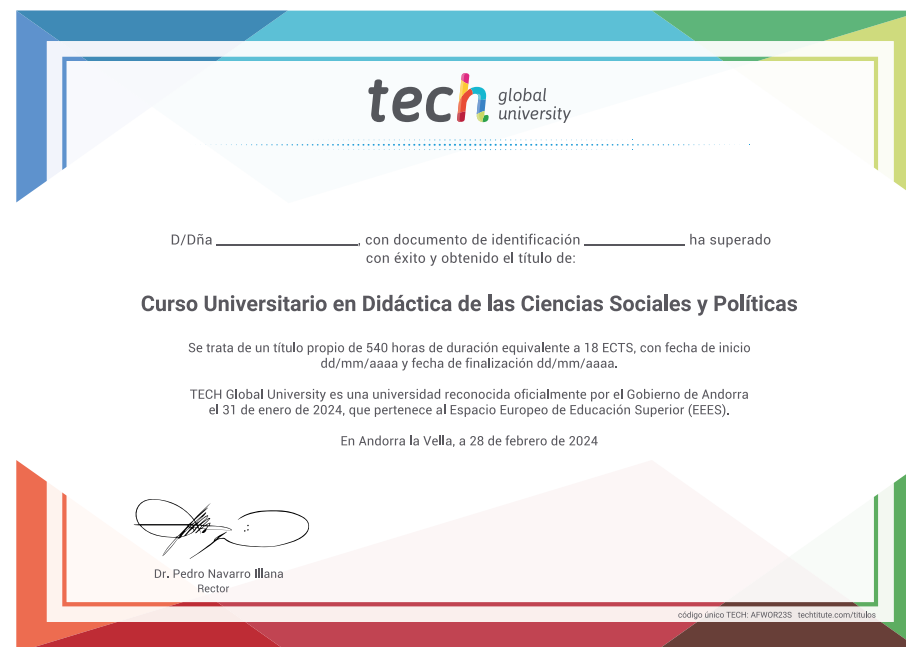 tech global university
D/Dña ____________________, con documento de identificación ______________ ha superado
con éxito y obtenido el título de:
Curso Universitario en Didáctica de las Ciencias Sociales y Políticas
Se trata de un título propio de 540 horas de duración equivalente a 18 ECTS, con fecha de inicio
dd/mm/aaaa y fecha de finalización dd/mm/aaaa.
TECH Global University es una universidad reconocida oficialmente por el Gobierno de Andorra
el 31 de enero de 2024, que pertenece al Espacio Europeo de Educación Superior (EEES).
En Andorra la Vella, a 28 de febrero de 2024
Dr. Pedro Navarro Illana
Rector
código único TECH: AFWOR23S techtitute.com/titulos